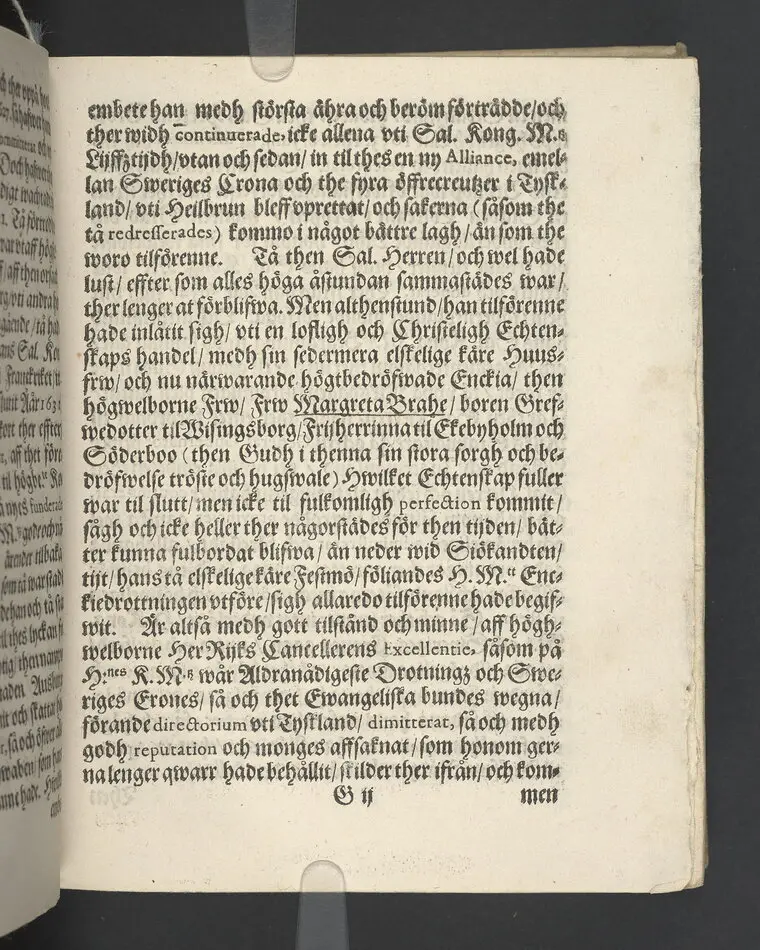 embete han medh största ähra och beröm förträdde/och
ther widh continuerade, icke allena vti Sal. Kong. M.ꜩ
Lijffztijdh/vtan och sedan/ in til thes en ny Alliance, emel-
lan Sweriges Crona och the fyra öffrecreutzer i Tysk-
land/ vti Heilbrun bleff vprettat/ och sakerna (såsom the
tå redresserades) kommo i något bättre lagh/ än som the
woro tilförenne. Tå then Sal. Herren/ och wel hade
lust/ effter som alles höga åstundan sammastädes war/
ther lenger at förblifwa. Men althenstund/ han tilförenne
hade inlåtit sigh/ vti en lofligh och Christeligh Echten-
skaps handel/ medh sin sedermera elskelige käre Huus-
frw/ och nu närwarande högtbedröfwade Enckia/ then
högwelborne Frw/ Frw Margreta Brahe/ boren Gref-
wedotter til Wisingsborg/ Frijherrinna til Ekebyholm och
Söderboo (then Gudh i thenna sin stora sorgh och be-
dröfwelse tröste och hugswale) Hwilket Echtenskap fuller
war til slutt/ men icke til fulkomligh perfection kommit/
sågh och icke heller ther någorstädes för then tijden/ bät-
ter kunna fulbordat blifwa/ än neder wid Siökandten/
tijt/ hans tå elskelige käre Festmö/ föliandes H. M.tt Enc-
kiedrottningen vtföre/ sigh allaredo tilförenne hade begif-
wit. Är altså medh gott tilstånd och minne/ aff högh-
welborne Her Rijks Cancellerens Excellentie, såsom på
H:nes K. M.ꜩ wår Aldranådigeste Drotningz och Swe-
riges Crones/ så och thet Ewangeliska bundes wegna/
förande directorium vti Tyskland/ dimitterat, så och medh
godh reputation och monges affsaknat/ som honom ger-
na lenger qwarr hade behållit/ skilder ther ifrån/ och kom-
G ij men